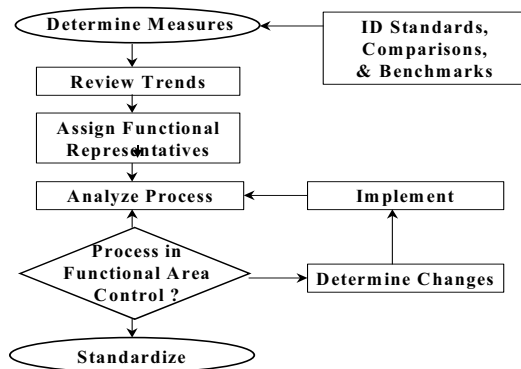 Determine Measures
ID Standards,
Comparisons,
& Benchmarks
Review Trends
Assign Functional
Representatives
Analyze Process
Implement
Process in
Functional Area
Control ?
Determine Changes
Standardize